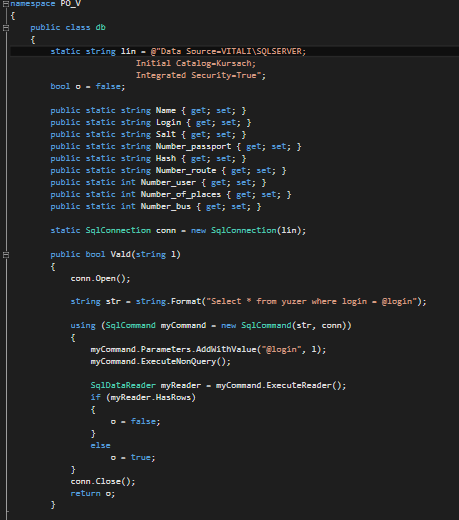 namespace PO_V
{
public class db
{
static string lin = @"Data Source=VITALI\SQLSERVER;
Initial Catalog=Kursach;
Integrated Security=True";
bool o = false;
public static string Name { get; set; }
public static string Login { get; set; }
public static string Salt { get; set; }
public static string Number_passport { get; set; }
public static string Hash { get; set; }
public static string Number_route { get; set; }
public static int Number_user { get; set; }
public static int Number_of_places { get; set; }
public static int Number_bus { get; set; }
static SqlConnection conn = new SqlConnection(lin);
public bool Vald(string l)
{
conn.Open();
string str = string.Format("Select * from yuzer where login = @login");
using (SqlCommand myCommand = new SqlCommand(str, conn))
{
myCommand.Parameters.AddWithValue("@login", l);
myCommand.ExecuteNonQuery();
SqlDataReader myReader = myCommand.ExecuteReader();
if (myReader.HasRows)
{
o = false;
}
else
o = true;
}
conn.Close();
return o;
}